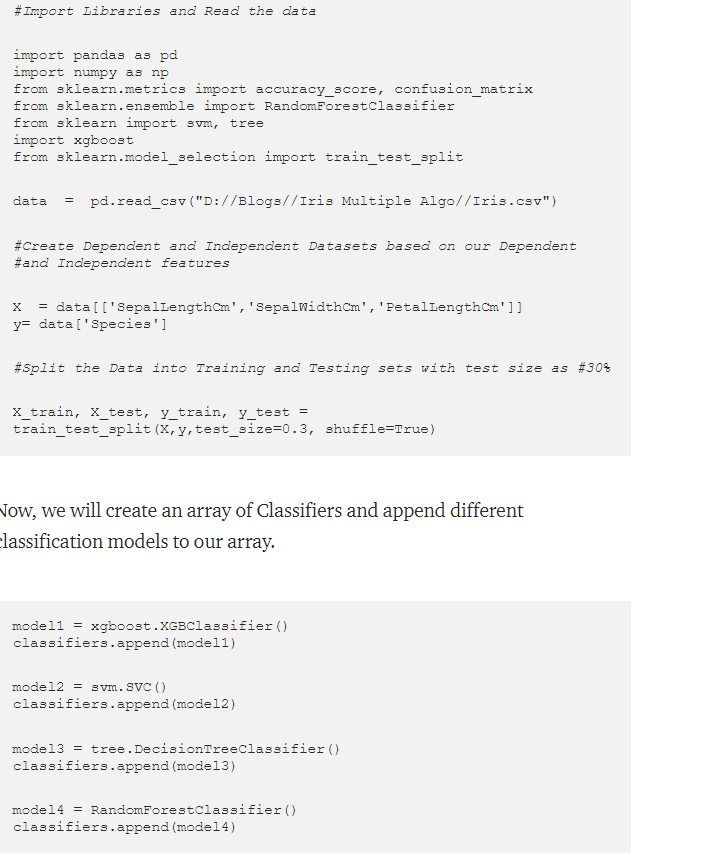 #Import Libraries and Read the data
import pandas as pd
import numpy as np
from sklearn.metrics import accuracy_score, confusion_matrix
from sklearn.ensemble import RandomForestClassifier
from sklearn import svm, tree
import xgboost
from sklearn.model_selection import train_test_split
data  =  pd.read_csv("D://Blogs//Iris Multiple Algo//Iris.csv")
#Create Dependent and Independent Datasets based on our Dependent
#and Independent features
X  = data[['SepalLengthCm','SepalWidthCm','PetalLengthCm']]
y= data['Species']
#Split the Data into Training and Testing sets with test size as #30%
X_train, X_test, y_train, y_test =
train_test_split(X,y,test_size=0.3, shuffle=True)
Now, we will create an array of Classifiers and append different
classification models to our array.
model1 = xgboost.XGBClassifier()
classifiers.append(model1)
model2 = svm.SVC()
classifiers.append(model2)
model3 = tree.DecisionTreeClassifier()
classifiers.append(model3)
model4 = RandomForestClassifier()
classifiers.append(model4)